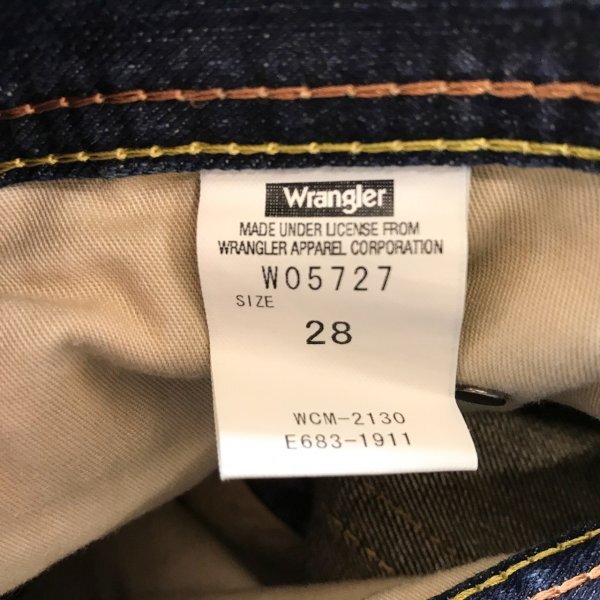 Wrangler
MADE UNDER LICENSE FROM
WRANGLER APPAREL CORPORATION
W05727
SIZE
28
WCM-2130
E683-1911